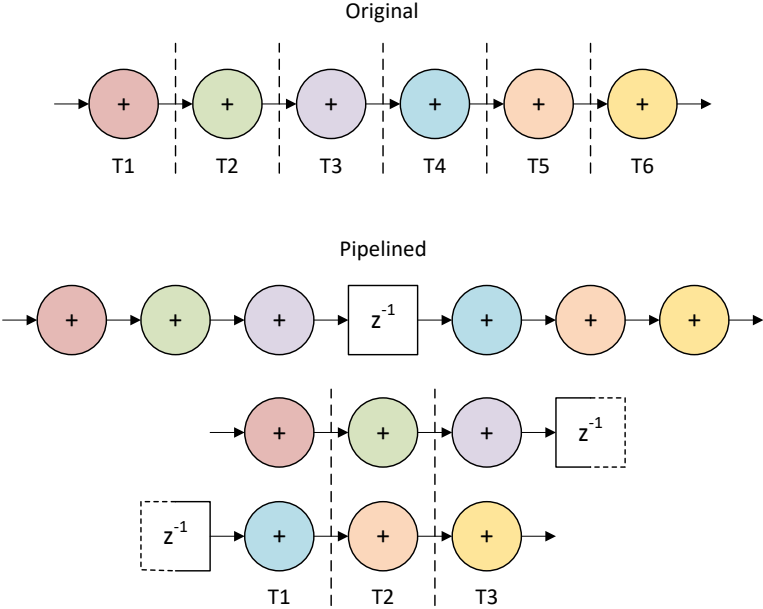 Original
+ + + + + +
T1 T2 T3 T4 T5 T6
Pipelined
+ + + z⁻¹ + + +
+ + + z⁻¹
z⁻¹ + + +
T1 T2 T3